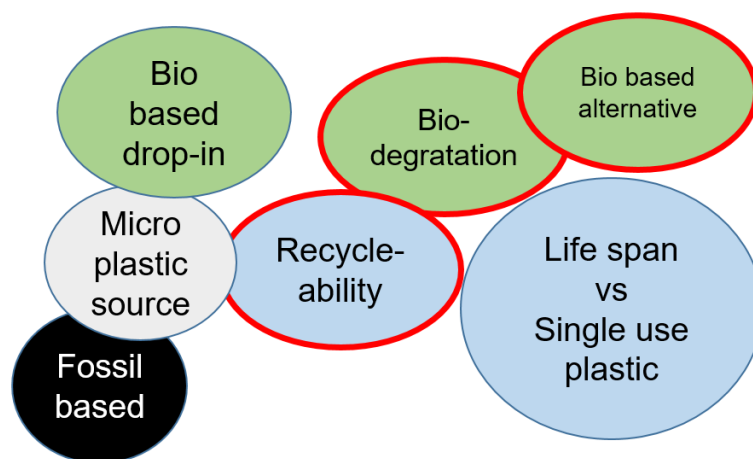 Bio
based
drop-in
Bio-
degratation
Bio based
alternative
Micro
plastic
source
Recycle-
ability
Life span
vs
Single use
plastic
Fossil
based